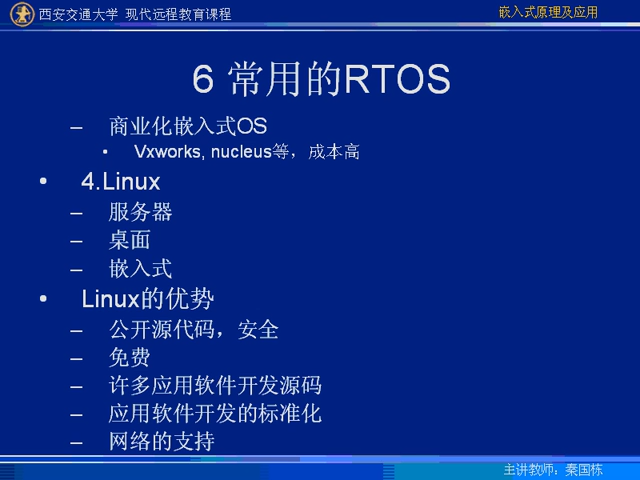 西安交通大学 现代远程教育课程
嵌入式原理及应用
6 常用的RTOS
– 商业化嵌入式OS
• Vxworks, nucleus等，成本高
• 4.Linux
– 服务器
– 桌面
– 嵌入式
• Linux的优势
– 公开源代码，安全
– 免费
– 许多应用软件开发源码
– 应用软件开发的标准化
– 网络的支持
主讲教师：秦国栋